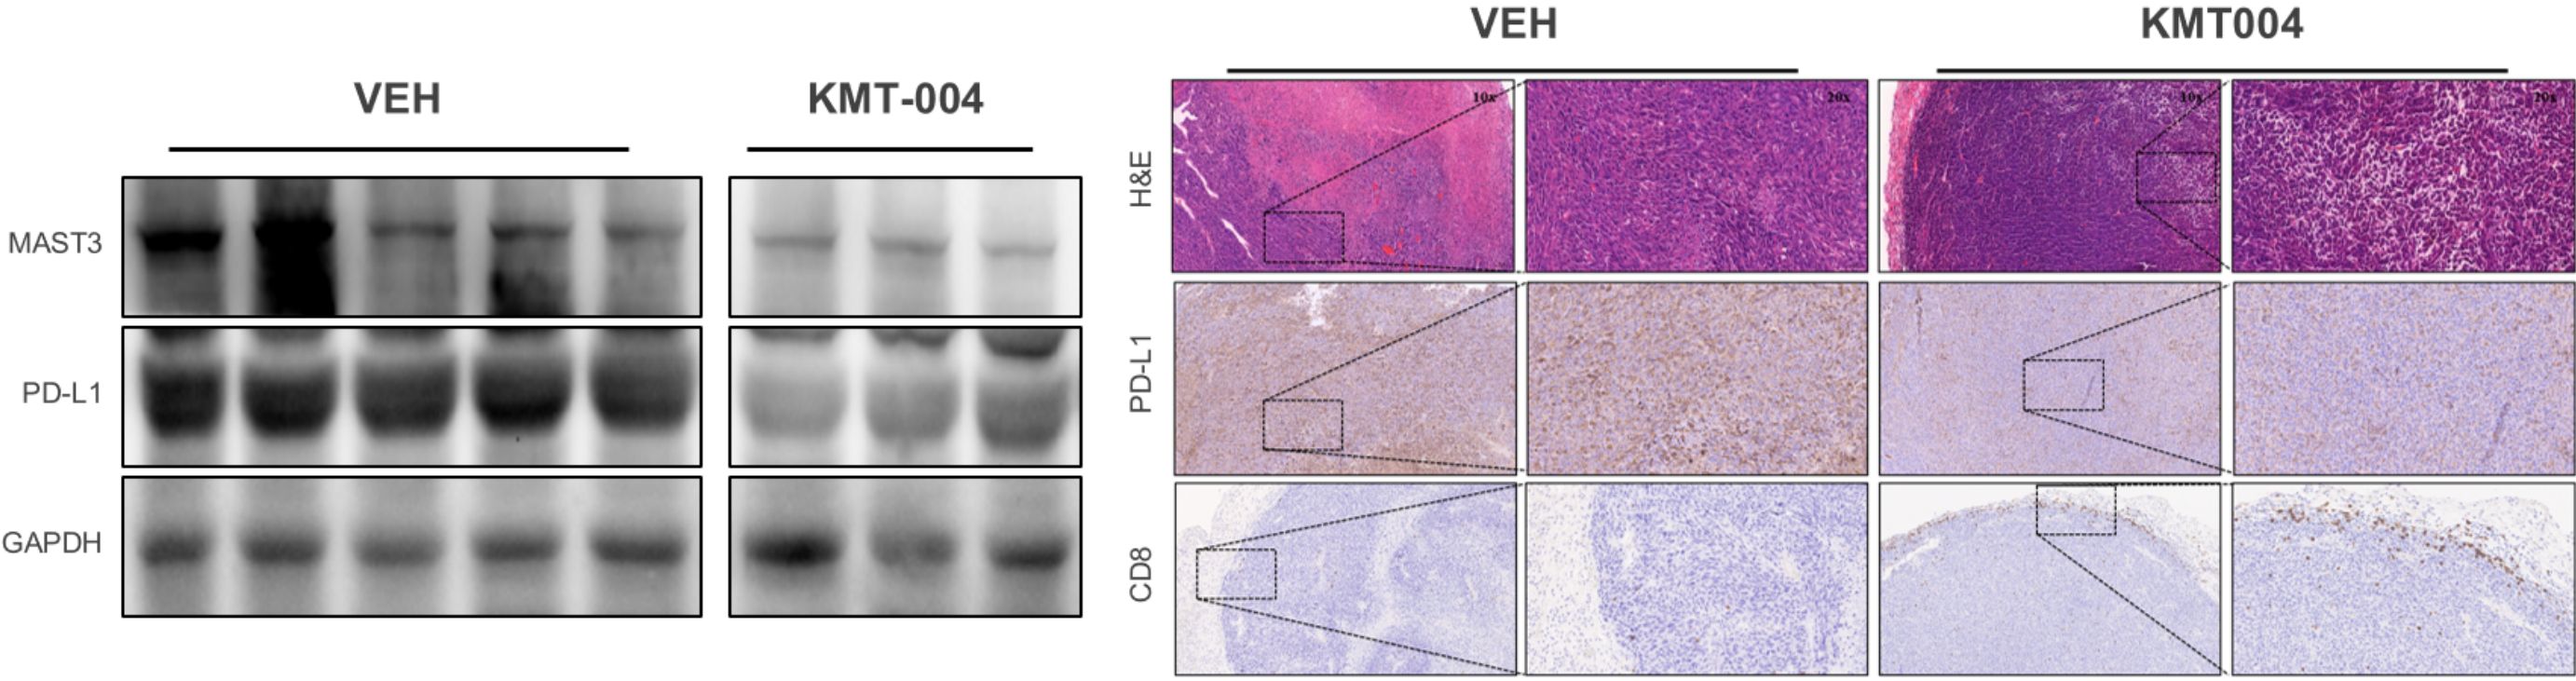 VEH
KMT-004
MAST3
PD-L1
GAPDH
VEH
KMT004
H&E
10x
20x
10x
20x
PD-L1
CD8